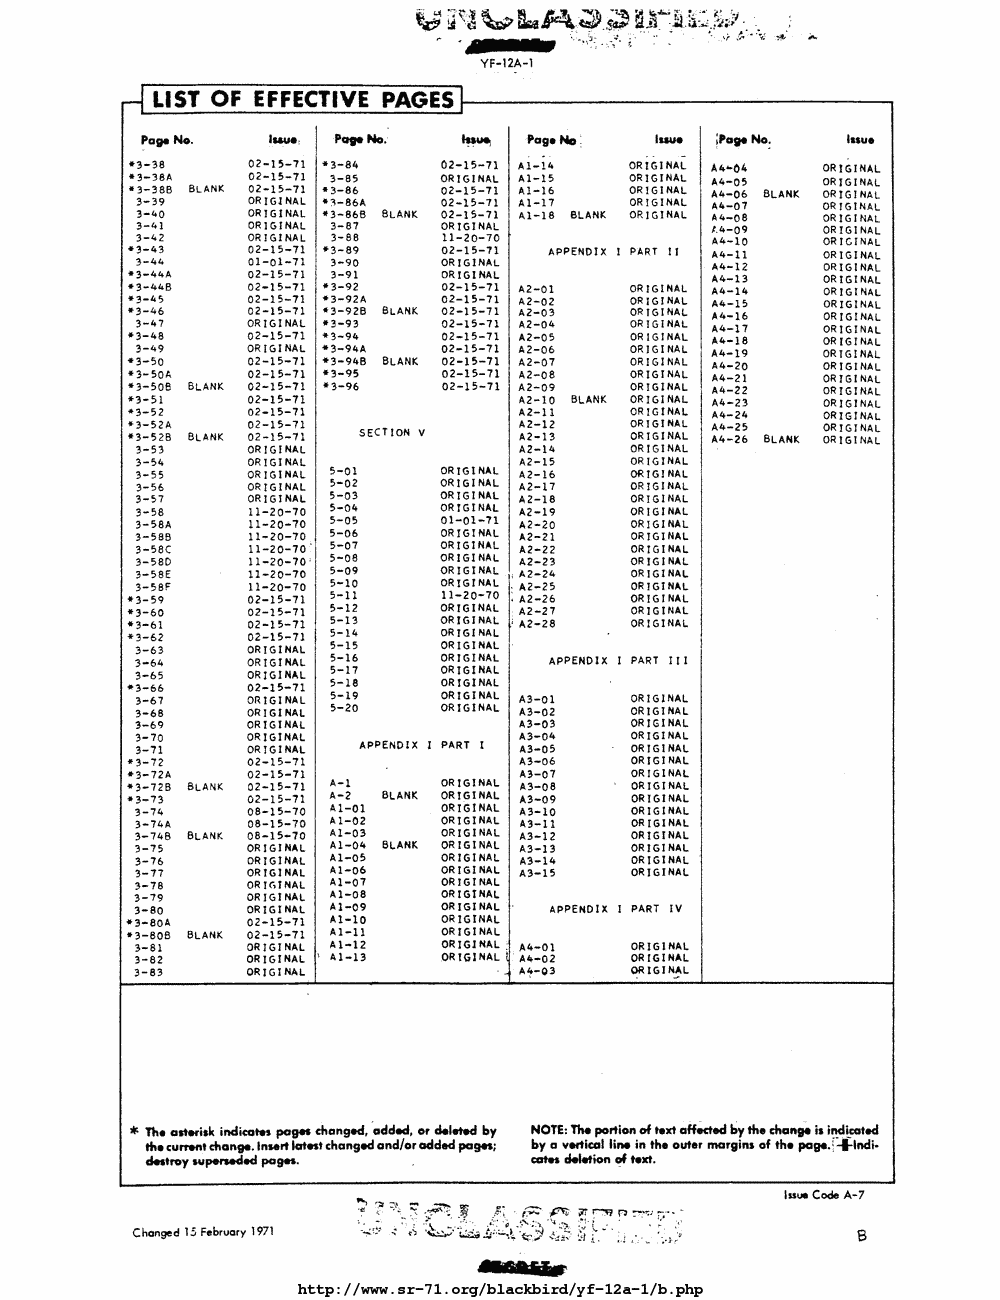 UNCLASSIFIED
YF-12A-1
LIST OF EFFECTIVE PAGES
Page No. Issue
*3-38 02-15-71
*3-38A 02-15-71
*3-38B BLANK 02-15-71
3-39 ORIGINAL
3-40 ORIGINAL
3-41 ORIGINAL
3-42 ORIGINAL
*3-43 02-15-71
3-44 01-01-71
*3-44A 02-15-71
*3-44B 02-15-71
*3-45 02-15-71
*3-46 02-15-71
3-47 ORIGINAL
*3-48 02-15-71
3-49 ORIGINAL
*3-50 02-15-71
*3-50A 02-15-71
*3-50B BLANK 02-15-71
*3-51 02-15-71
*3-52 02-15-71
*3-52A 02-15-71
*3-52B BLANK 02-15-71
3-53 ORIGINAL
3-54 ORIGINAL
3-55 ORIGINAL
3-56 ORIGINAL
3-57 ORIGINAL
3-58 11-20-70
3-58A 11-20-70
3-58B 11-20-70
3-58C 11-20-70
3-58D 11-20-70
3-58E 11-20-70
3-58F 11-20-70
*3-59 02-15-71
*3-60 02-15-71
*3-61 02-15-71
*3-62 02-15-71
3-63 ORIGINAL
3-64 ORIGINAL
3-65 ORIGINAL
*3-66 02-15-71
3-67 ORIGINAL
3-68 ORIGINAL
3-69 ORIGINAL
3-70 ORIGINAL
3-71 ORIGINAL
*3-72 02-15-71
*3-72A 02-15-71
*3-72B BLANK 02-15-71
*3-73 02-15-71
3-74 08-15-70
3-74A 08-15-70
3-74B BLANK 08-15-70
3-75 ORIGINAL
3-76 ORIGINAL
3-77 ORIGINAL
3-78 ORIGINAL
3-79 ORIGINAL
3-80 ORIGINAL
*3-80A 02-15-71
*3-80B BLANK 02-15-71
3-81 ORIGINAL
3-82 ORIGINAL
3-83 ORIGINAL
Page No. Issue
*3-84 02-15-71
3-85 ORIGINAL
*3-86 02-15-71
*3-86A 02-15-71
*3-86B BLANK 02-15-71
3-87 ORIGINAL
3-88 11-20-70
*3-89 02-15-71
3-90 ORIGINAL
3-91 ORIGINAL
*3-92 02-15-71
*3-92A 02-15-71
*3-92B BLANK 02-15-71
*3-93 02-15-71
*3-94 02-15-71
*3-94A 02-15-71
*3-94B BLANK 02-15-71
*3-95 02-15-71
*3-96 02-15-71
SECTION V
5-01 ORIGINAL
5-02 ORIGINAL
5-03 ORIGINAL
5-04 ORIGINAL
5-05 01-01-71
5-06 ORIGINAL
5-07 ORIGINAL
5-08 ORIGINAL
5-09 ORIGINAL
5-10 ORIGINAL
5-11 11-20-70
5-12 ORIGINAL
5-13 ORIGINAL
5-14 ORIGINAL
5-15 ORIGINAL
5-16 ORIGINAL
5-17 ORIGINAL
5-18 ORIGINAL
5-19 ORIGINAL
5-20 ORIGINAL
APPENDIX I PART I
A-1 ORIGINAL
A-2 BLANK ORIGINAL
A1-01 ORIGINAL
A1-02 ORIGINAL
A1-03 ORIGINAL
A1-04 BLANK ORIGINAL
A1-05 ORIGINAL
A1-06 ORIGINAL
A1-07 ORIGINAL
A1-08 ORIGINAL
A1-09 ORIGINAL
A1-10 ORIGINAL
A1-11 ORIGINAL
A1-12 ORIGINAL
A1-13 ORIGINAL
Page No Issue
A1-14 ORIGINAL
A1-15 ORIGINAL
A1-16 ORIGINAL
A1-17 ORIGINAL
A1-18 BLANK ORIGINAL
APPENDIX I PART II
A2-01 ORIGINAL
A2-02 ORIGINAL
A2-03 ORIGINAL
A2-04 ORIGINAL
A2-05 ORIGINAL
A2-06 ORIGINAL
A2-07 ORIGINAL
A2-08 ORIGINAL
A2-09 ORIGINAL
A2-10 BLANK ORIGINAL
A2-11 ORIGINAL
A2-12 ORIGINAL
A2-13 ORIGINAL
A2-14 ORIGINAL
A2-15 ORIGINAL
A2-16 ORIGINAL
A2-17 ORIGINAL
A2-18 ORIGINAL
A2-19 ORIGINAL
A2-20 ORIGINAL
A2-21 ORIGINAL
A2-22 ORIGINAL
A2-23 ORIGINAL
A2-24 ORIGINAL
A2-25 ORIGINAL
A2-26 ORIGINAL
A2-27 ORIGINAL
A2-28 ORIGINAL
APPENDIX I PART III
A3-01 ORIGINAL
A3-02 ORIGINAL
A3-03 ORIGINAL
A3-04 ORIGINAL
A3-05 ORIGINAL
A3-06 ORIGINAL
A3-07 ORIGINAL
A3-08 ORIGINAL
A3-09 ORIGINAL
A3-10 ORIGINAL
A3-11 ORIGINAL
A3-12 ORIGINAL
A3-13 ORIGINAL
A3-14 ORIGINAL
A3-15 ORIGINAL
APPENDIX I PART IV
A4-01 ORIGINAL
A4-02 ORIGINAL
A4-03 ORIGINAL
Page No. Issue
A4-04 ORIGINAL
A4-05 ORIGINAL
A4-06 BLANK ORIGINAL
A4-07 ORIGINAL
A4-08 ORIGINAL
A4-09 ORIGINAL
A4-10 ORIGINAL
A4-11 ORIGINAL
A4-12 ORIGINAL
A4-13 ORIGINAL
A4-14 ORIGINAL
A4-15 ORIGINAL
A4-16 ORIGINAL
A4-17 ORIGINAL
A4-18 ORIGINAL
A4-19 ORIGINAL
A4-20 ORIGINAL
A4-21 ORIGINAL
A4-22 ORIGINAL
A4-23 ORIGINAL
A4-24 ORIGINAL
A4-25 ORIGINAL
A4-26 BLANK ORIGINAL
* The asterisk indicates pages changed, added, or deleted by
the current change. Insert latest changed and/or added pages;
destroy superseded pages.
NOTE: The portion of text affected by the change is indicated
by a vertical line in the outer margins of the page. Indi-
cates deletion of text.
Issue Code A-7
Changed 15 February 1971
UNCLASSIFIED
B
http://www.sr-71.org/blackbird/yf-12a-1/b.php